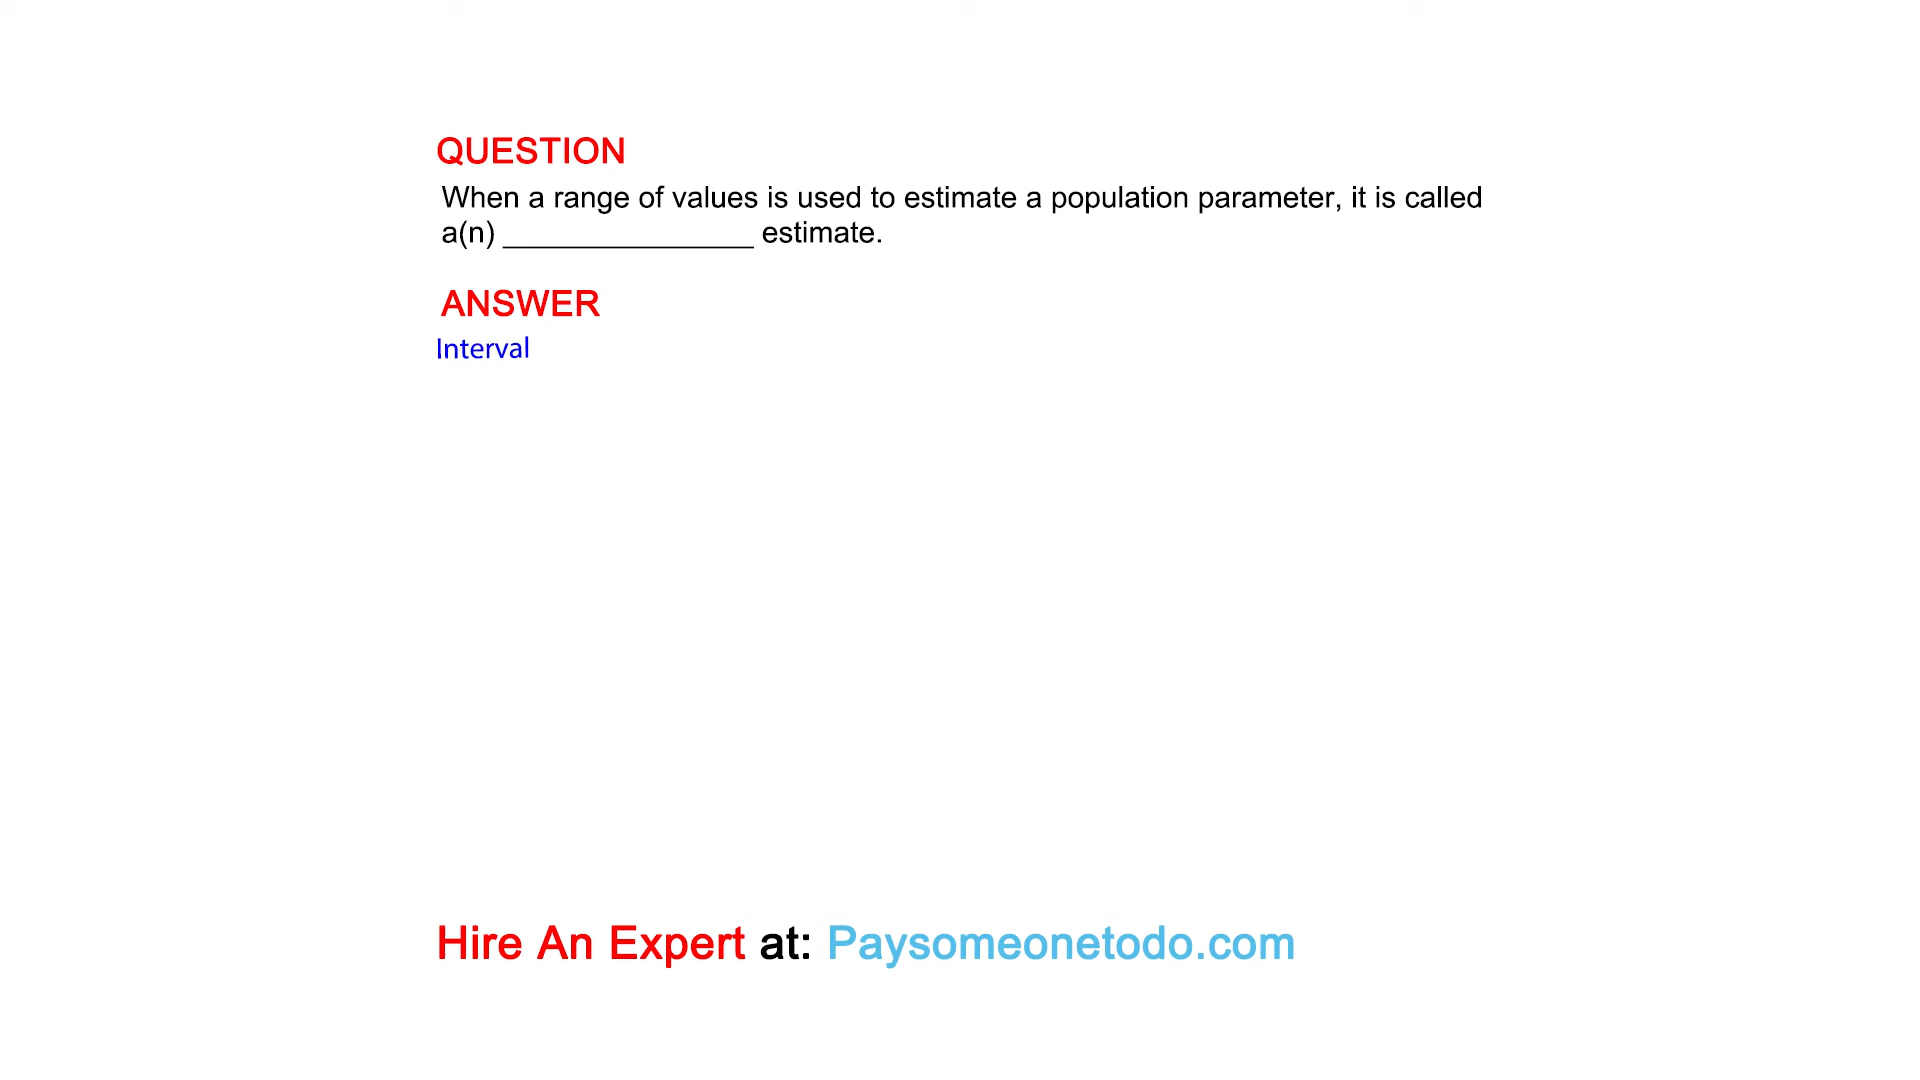 QUESTION
When a range of values is used to estimate a population parameter, it is called
a(n) _______________ estimate.
ANSWER
Interval
Hire An Expert at: Paysomeonetodo.com